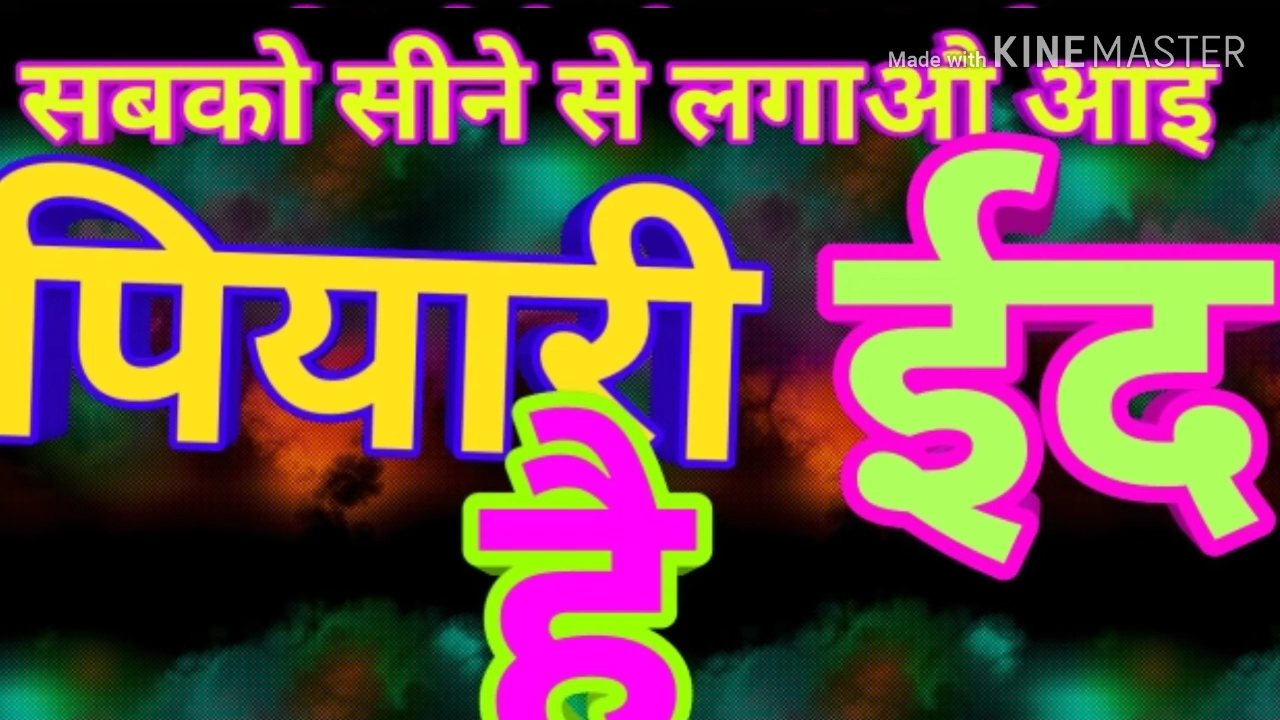 Made with KINEMASTER
सबको सीने से लगाओ आइ
पियारी ईद
है